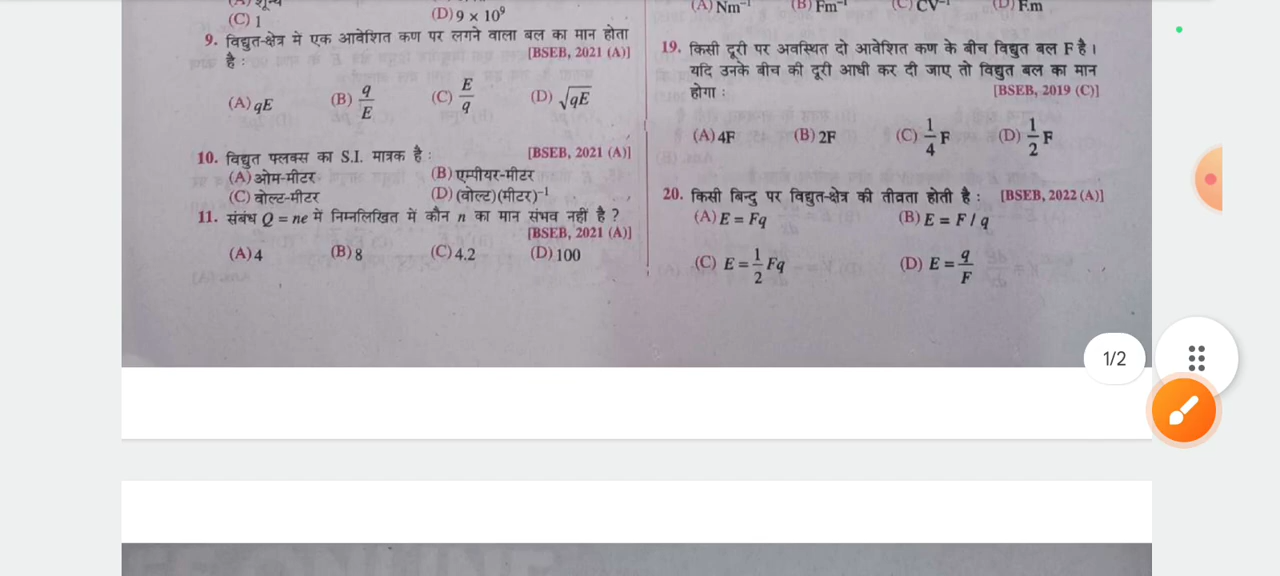 (C) 1
(D) 9 × 10⁹
9. विद्युत-क्षेत्र में एक आवेशित कण पर लगने वाला बल का मान होता
है :
[BSEB, 2021 (A)]
(A) qE
(B) q/E
(C) E/q
(D) √qE
10. विद्युत फ्लक्स का S.I. मात्रक है :
[BSEB, 2021 (A)]
(A) ओम-मीटर
(B) एम्पीयर-मीटर
(C) वोल्ट-मीटर
(D) (वोल्ट) (मीटर)⁻¹
11. संबंध Q = ne में निम्नलिखित में कौन n का मान संभव नहीं है ?
[BSEB, 2021 (A)]
(A) 4
(B) 8
(C) 4.2
(D) 100
(A) Nm⁻¹
(B) Fm⁻¹
(C) CV⁻¹
(D) F.m
19. किसी दूरी पर अवस्थित दो आवेशित कण के बीच विद्युत बल F है।
यदि उनके बीच की दूरी आधी कर दी जाए तो विद्युत बल का मान
होगा :
[BSEB, 2019 (C)]
(A) 4F
(B) 2F
(C) 1/4 F
(D) 1/2 F
20. किसी बिन्दु पर विद्युत-क्षेत्र की तीव्रता होती है :
[BSEB, 2022 (A)]
(A) E = Fq
(B) E = F / q
(C) E = 1/2 Fq
(D) E = q/F
1/2